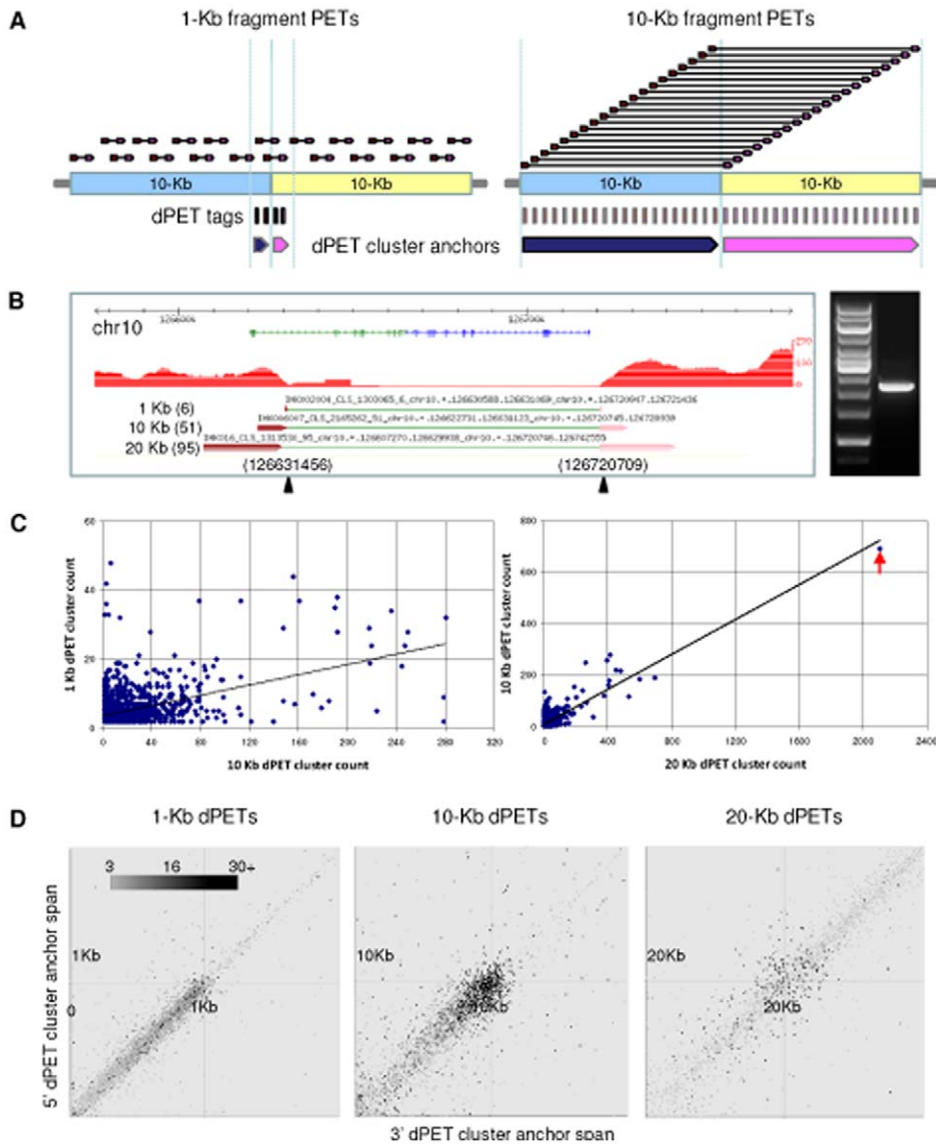 A
1-Kb fragment PETs
10-Kb fragment PETs
10-Kb 10-Kb 10-Kb 10-Kb
dPET tags
dPET cluster anchors
B
chr10
1 Kb (6)
10 Kb (51)
20 Kb (95)
(126631456) (126720709)
C
1 Kb dPET cluster count
60
40
20
0
0 40 80 120 160 200 240 280 320
10 Kb dPET cluster count
10 Kb dPET cluster count
800
600
400
200
0
0 400 800 1200 1600 2000 2400
20 Kb dPET cluster count
D
1-Kb dPETs 10-Kb dPETs 20-Kb dPETs
5' dPET cluster anchor span
3 16 30+
1Kb 10Kb 20Kb
0 1Kb 20Kb
3' dPET cluster anchor span